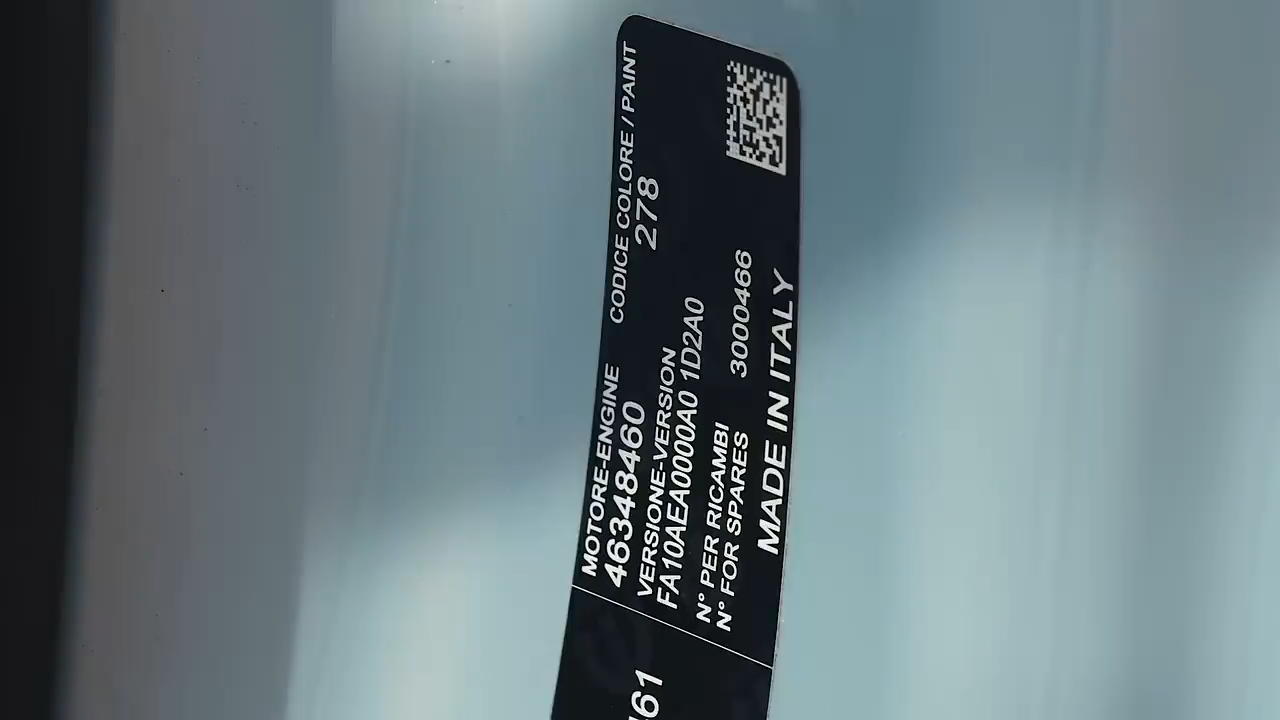 MOTORE-ENGINE CODICE COLORE / PAINT
46348460 278
VERSIONE-VERSION
FA10AEA0000A0 1D2A0
N° PER RICAMBI
N° FOR SPARES 3000466
MADE IN ITALY